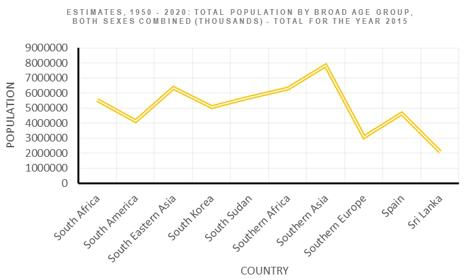 ESTIMATES, 1950 - 2020: TOTAL POPULATION BY BROAD AGE GROUP,
BOTH SEXES COMBINED (THOUSANDS) - TOTAL FOR THE YEAR 2015
POPULATION
9000000
8000000
7000000
6000000
5000000
4000000
3000000
2000000
1000000
0
South Africa
South America
South Eastern Asia
South Korea
South Sudan
Southern Africa
Southern Asia
Southern Europe
Spain
Sri Lanka
COUNTRY